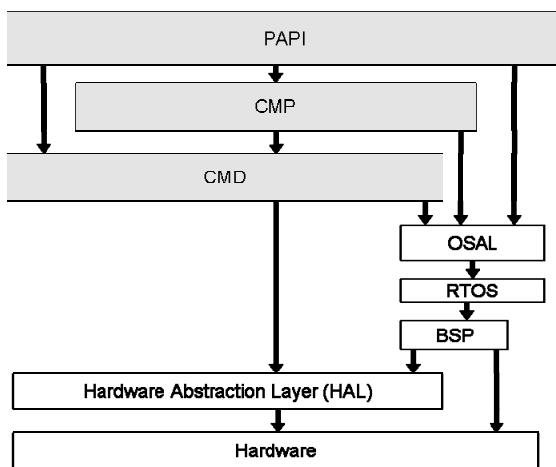 PAPI
CMP
CMD
OSAL
RTOS
BSP
Hardware Abstraction Layer (HAL)
Hardware